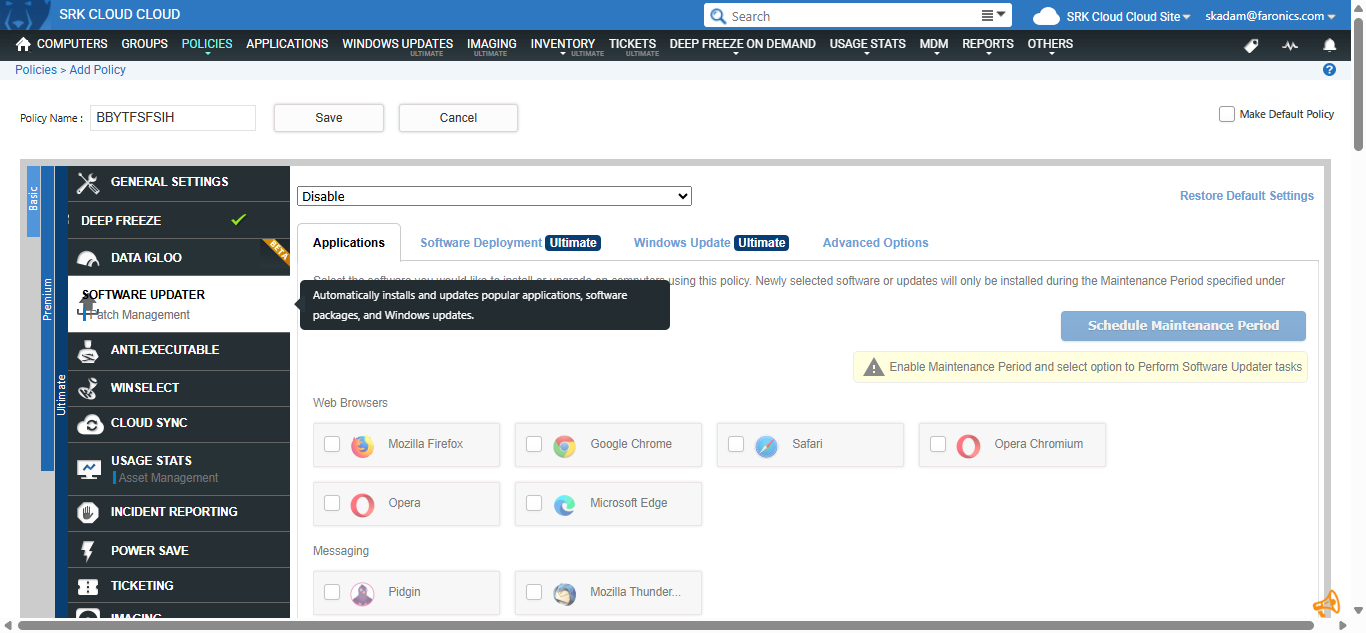 SRK CLOUD CLOUD
Search
SRK Cloud Cloud Site
skadam@faronics.com
COMPUTERS GROUPS POLICIES APPLICATIONS WINDOWS UPDATES IMAGING INVENTORY TICKETS DEEP FREEZE ON DEMAND USAGE STATS MDM REPORTS OTHERS
ULTIMATE ULTIMATE ULTIMATE ULTIMATE
Policies > Add Policy
Policy Name :
BBYTFSFSIH
Save
Cancel
Make Default Policy
Basic
Premium
Ultimate
GENERAL SETTINGS
DEEP FREEZE
DATA IGLOO
BETA
SOFTWARE UPDATER
Patch Management
ANTI-EXECUTABLE
WINSELECT
CLOUD SYNC
USAGE STATS
Asset Management
INCIDENT REPORTING
POWER SAVE
TICKETING
IMAGING
Disable
Restore Default Settings
Applications
Software Deployment Ultimate
Windows Update Ultimate
Advanced Options
Select the software you would like to install or upgrade on computers using this policy. Newly selected software or updates will only be installed during the Maintenance Period specified under
Automatically installs and updates popular applications, software
packages, and Windows updates.
Schedule Maintenance Period
Enable Maintenance Period and select option to Perform Software Updater tasks
Web Browsers
Mozilla Firefox
Google Chrome
Safari
Opera Chromium
Opera
Microsoft Edge
Messaging
Pidgin
Mozilla Thunder...